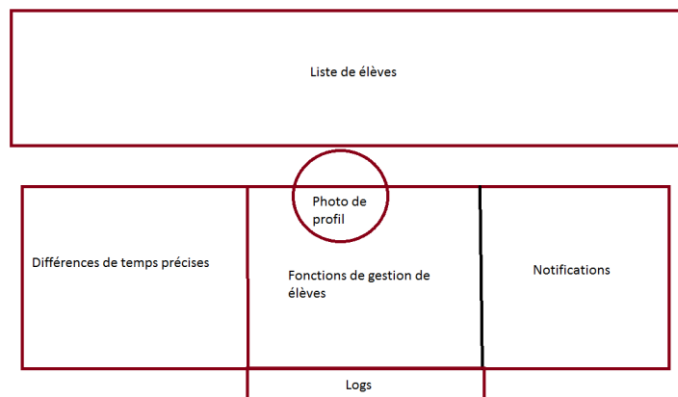 Liste de élèves
Photo de
profil
Différences de temps précises
Fonctions de gestion de
élèves
Notifications
Logs